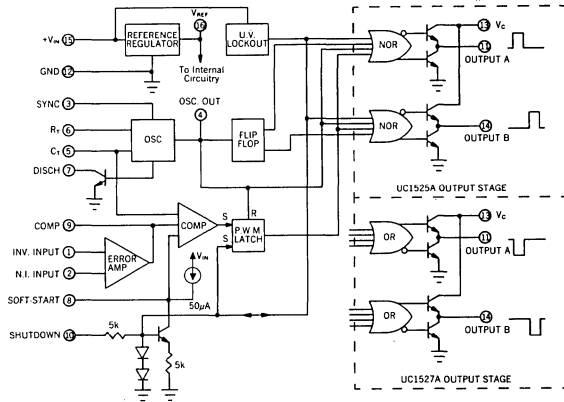 +VIN 15
REFERENCE
REGULATOR
VREF
16
U.V.
LOCKOUT
To Internal
Circuitry
GND 12
SYNC 3
OSC. OUT
4
RT 6
OSC
FLIP
FLOP
CT 5
DISCH 7
COMP 9
COMP
S
R
S
P.W.M
LATCH
INV. INPUT 1
ERROR
AMP
N.I. INPUT 2
VIN
SOFT-START 8
50µA
SHUTDOWN 10
5k
5k
NOR
13 VC
11
OUTPUT A
NOR
14
OUTPUT B
UC1525A OUTPUT STAGE
OR
13 VC
11
OUTPUT A
OR
14
OUTPUT B
UC1527A OUTPUT STAGE